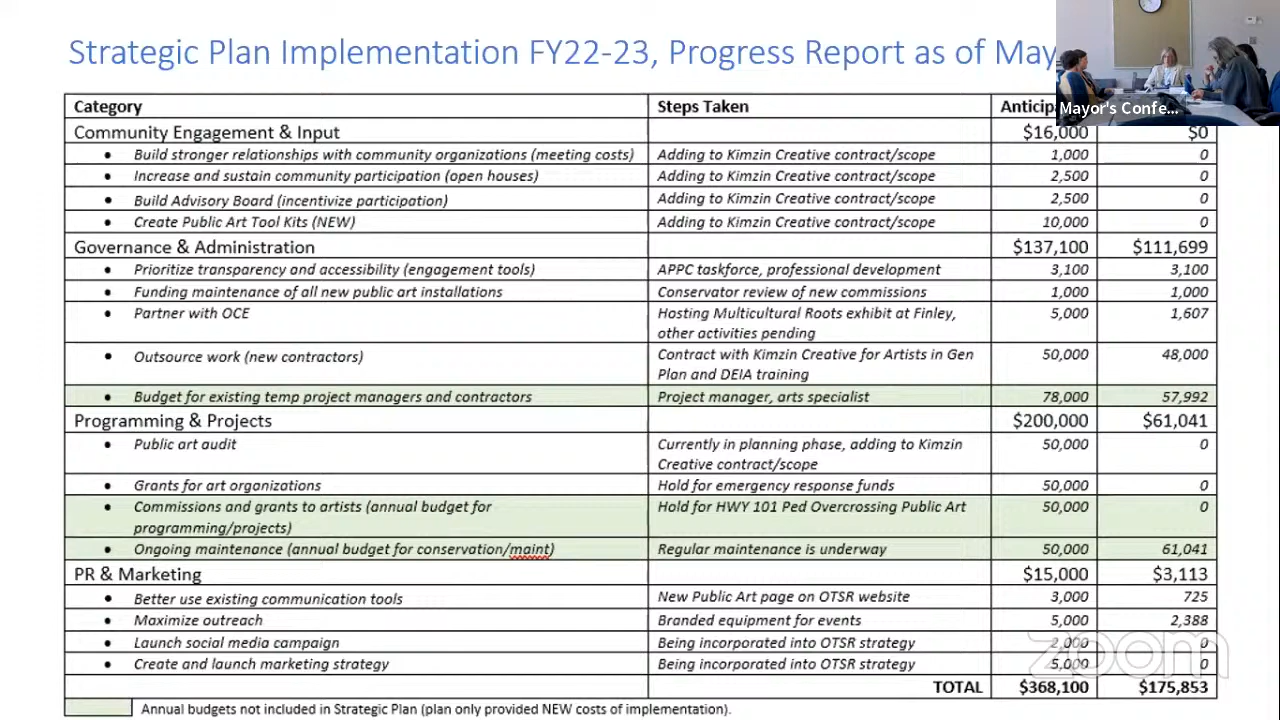 Strategic Plan Implementation FY22-23, Progress Report as of May
Mayor's Confe...
Category Steps Taken
Community Engagement & Input $16,000 $0
• Build stronger relationships with community organizations (meeting costs) Adding to Kimzin Creative contract/scope 1,000 0
• Increase and sustain community participation (open houses) Adding to Kimzin Creative contract/scope 2,500 0
• Build Advisory Board (incentivize participation) Adding to Kimzin Creative contract/scope 2,500 0
• Create Public Art Tool Kits (NEW) Adding to Kimzin Creative contract/scope 10,000 0
Governance & Administration $137,100 $111,699
• Prioritize transparency and accessibility (engagement tools) APPC taskforce, professional development 3,100 3,100
• Funding maintenance of all new public art installations Conservator review of new commissions 1,000 1,000
• Partner with OCE Hosting Multicultural Roots exhibit at Finley, 5,000 1,607
other activities pending
• Outsource work (new contractors) Contract with Kimzin Creative for Artists in Gen 50,000 48,000
Plan and DEIA training
• Budget for existing temp project managers and contractors Project manager, arts specialist 78,000 57,992
Programming & Projects $200,000 $61,041
• Public art audit Currently in planning phase, adding to Kimzin 50,000 0
Creative contract/scope
• Grants for art organizations Hold for emergency response funds 50,000 0
• Commissions and grants to artists (annual budget for Hold for HWY 101 Ped Overcrossing Public Art 50,000 0
programming/projects)
• Ongoing maintenance (annual budget for conservation/maint) Regular maintenance is underway 50,000 61,041
PR & Marketing $15,000 $3,113
• Better use existing communication tools New Public Art page on OTSR website 3,000 725
• Maximize outreach Branded equipment for events 5,000 2,388
• Launch social media campaign Being incorporated into OTSR strategy 2,000 0
• Create and launch marketing strategy Being incorporated into OTSR strategy 5,000 0
zoom
TOTAL $368,100 $175,853
Annual budgets not included in Strategic Plan (plan only provided NEW costs of implementation).